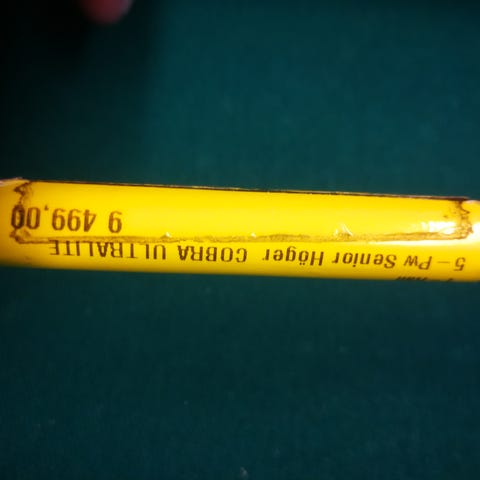 5 – Pw Senior Höger COBRA ULTRALITE
9 499,00